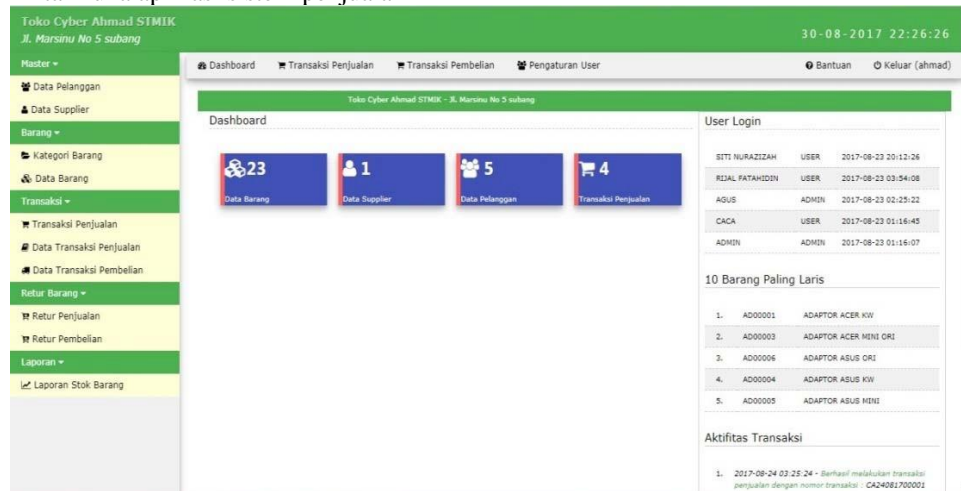 Toko Cyber Ahmad STMIK
Jl. Marsinu No 5 subang
30-08-2017 22:26:26
Master
Dashboard Transaksi Penjualan Transaksi Pembelian Pengaturan User Bantuan Keluar (ahmad)
Data Pelanggan
Data Supplier
Barang
Kategori Barang
Data Barang
Transaksi
Transaksi Penjualan
Data Transaksi Penjualan
Data Transaksi Pembelian
Retur Barang
Retur Penjualan
Retur Pembelian
Laporan
Laporan Stok Barang
Toko Cyber Ahmad STMIK - Jl. Marsinu No 5 subang
Dashboard
23
Data Barang
1
Data Supplier
5
Data Pelanggan
4
Transaksi Penjualan
User Login
SITI NURAZIZAH USER 2017-08-23 20:12:26
RIJAL FATAHIDIN USER 2017-08-23 03:54:08
AGUS ADMIN 2017-08-23 02:25:22
CACA USER 2017-08-23 01:16:45
ADMIN ADMIN 2017-08-23 01:16:07
10 Barang Paling Laris
1. AD00001 ADAPTOR ACER KW
2. AD00003 ADAPTOR ACER MINI ORI
3. AD00006 ADAPTOR ASUS ORI
4. AD00004 ADAPTOR ASUS KW
5. AD00005 ADAPTOR ASUS MINI
Aktifitas Transaksi
1. 2017-08-24 03:25:24 - Berhasil melakukan transaksi
penjualan dengan nomor transaksi : CA24081700001